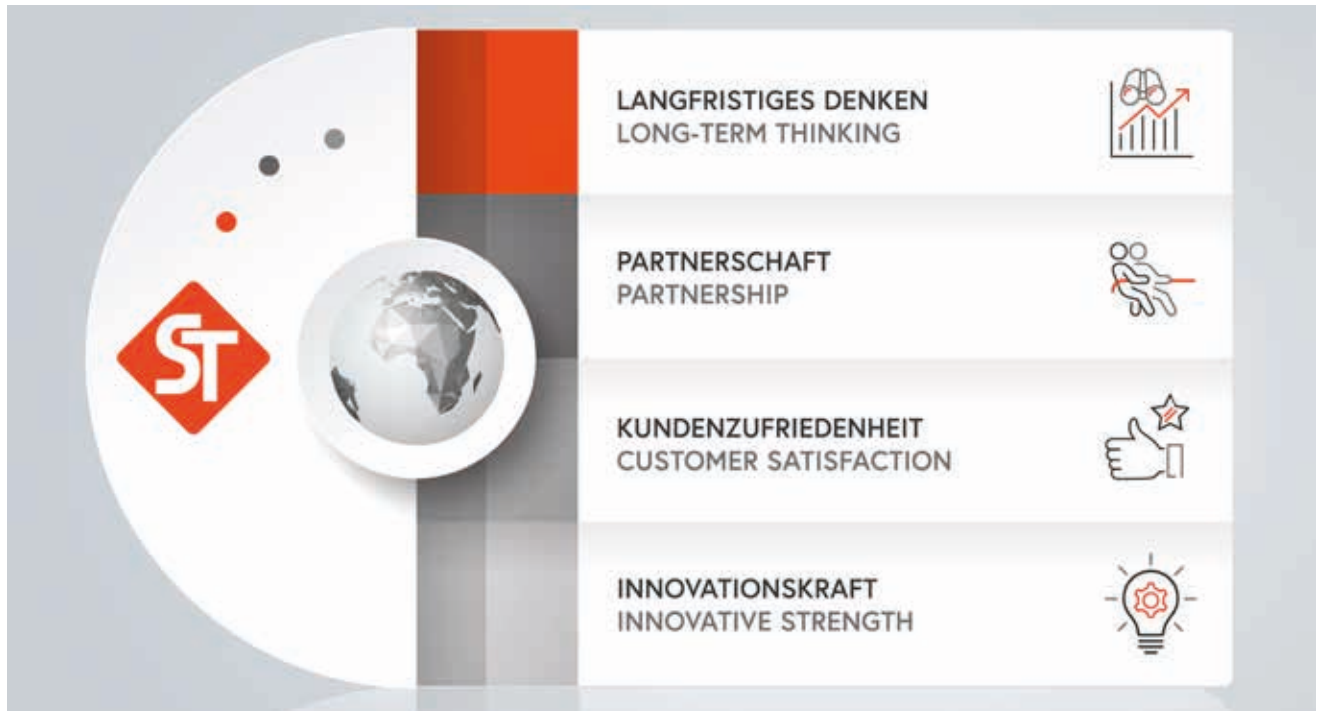 ST
LANGFRISTIGES DENKEN
LONG-TERM THINKING
PARTNERSCHAFT
PARTNERSHIP
KUNDENZUFRIEDENHEIT
CUSTOMER SATISFACTION
INNOVATIONSKRAFT
INNOVATIVE STRENGTH